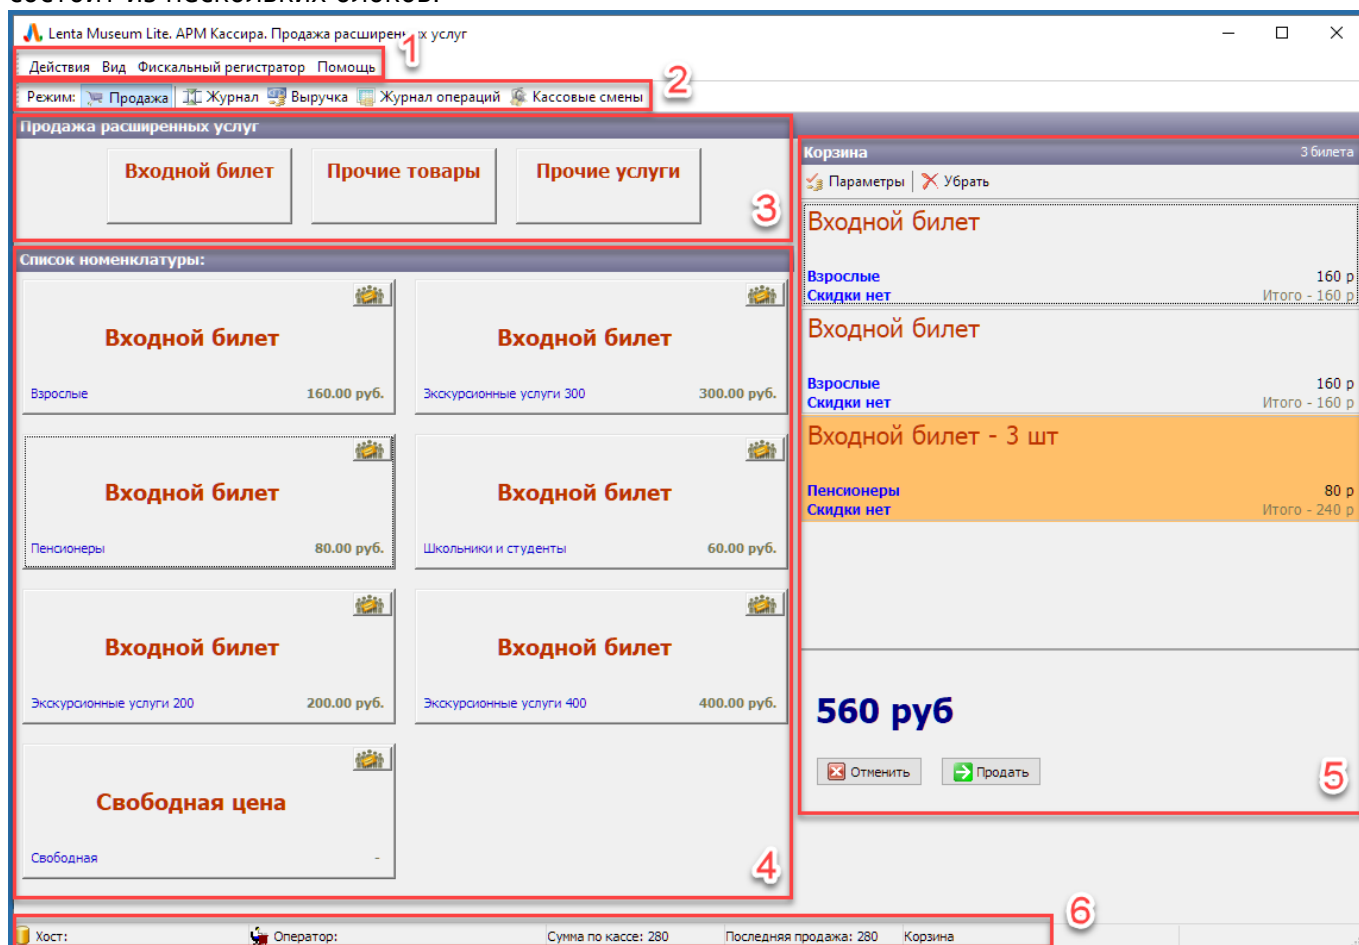 состоит из нескольких блоков:
Lenta Museum Lite. АРМ Кассира. Продажа расширенных услуг
1
Действия Вид Фискальный регистратор Помощь
2
Режим: Продажа Журнал Выручка Журнал операций Кассовые смены
Продажа расширенных услуг
Входной билет Прочие товары Прочие услуги
3
Список номенклатуры:
Входной билет
Взрослые 160.00 руб.
Входной билет
Экскурсионные услуги 300 300.00 руб.
Входной билет
Пенсионеры 80.00 руб.
Входной билет
Школьники и студенты 60.00 руб.
Входной билет
Экскурсионные услуги 200 200.00 руб.
Входной билет
Экскурсионные услуги 400 400.00 руб.
Свободная цена
Свободная -
4
Корзина 3 билета
Параметры Убрать
Входной билет
Взрослые 160 р
Скидки нет Итого - 160 р
Входной билет
Взрослые 160 р
Скидки нет Итого - 160 р
Входной билет - 3 шт
Пенсионеры 80 р
Скидки нет Итого - 240 р
560 руб
Отменить Продать
5
6
Хост: Оператор: Сумма по кассе: 280 Последняя продажа: 280 Корзина